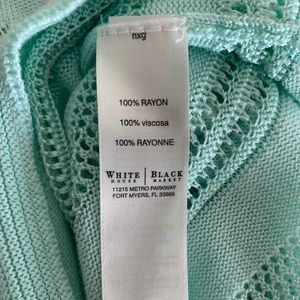 nxg
100% RAYON
100% viscosa
100% RAYONNE
WHITE | BLACK
HOUSE MARKET
11215 METRO PARKWAY
FORT MYERS, FL 33966